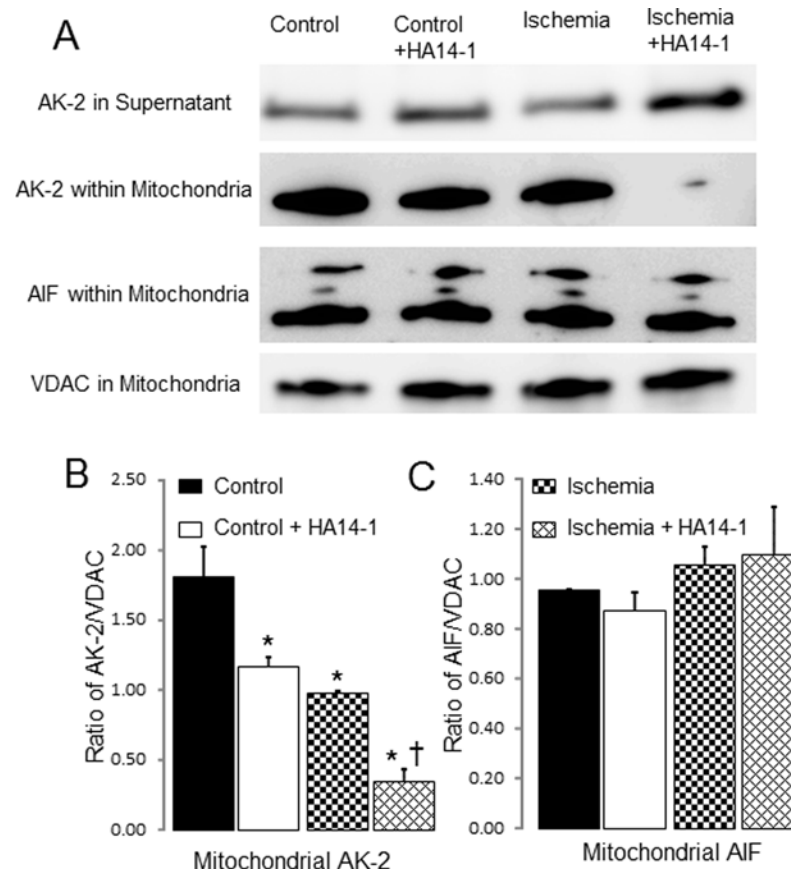 A
Control
Control
+HA14-1
Ischemia
Ischemia
+HA14-1
AK-2 in Supernatant
AK-2 within Mitochondria
AIF within Mitochondria
VDAC in Mitochondria
B
2.50
2.00
1.50
1.00
0.50
0.00
Ratio of AK-2/VDAC
Control
Control + HA14-1
*
*
* †
Mitochondrial AK-2
C
1.40
1.20
1.00
0.80
0.60
0.40
0.20
0.00
Ratio of AIF/VDAC
Ischemia
Ischemia + HA14-1
Mitochondrial AIF